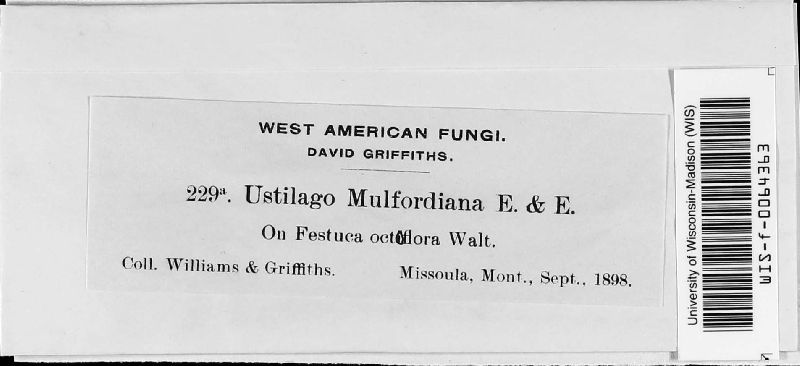 WEST AMERICAN FUNGI.
DAVID GRIFFITHS.
229ª. Ustilago Mulfordiana E. & E.
On Festuca octoflora Walt.
Coll. Williams & Griffiths. Missoula, Mont., Sept., 1898.
University of Wisconsin-Madison (WIS)
WIS-f-0064363